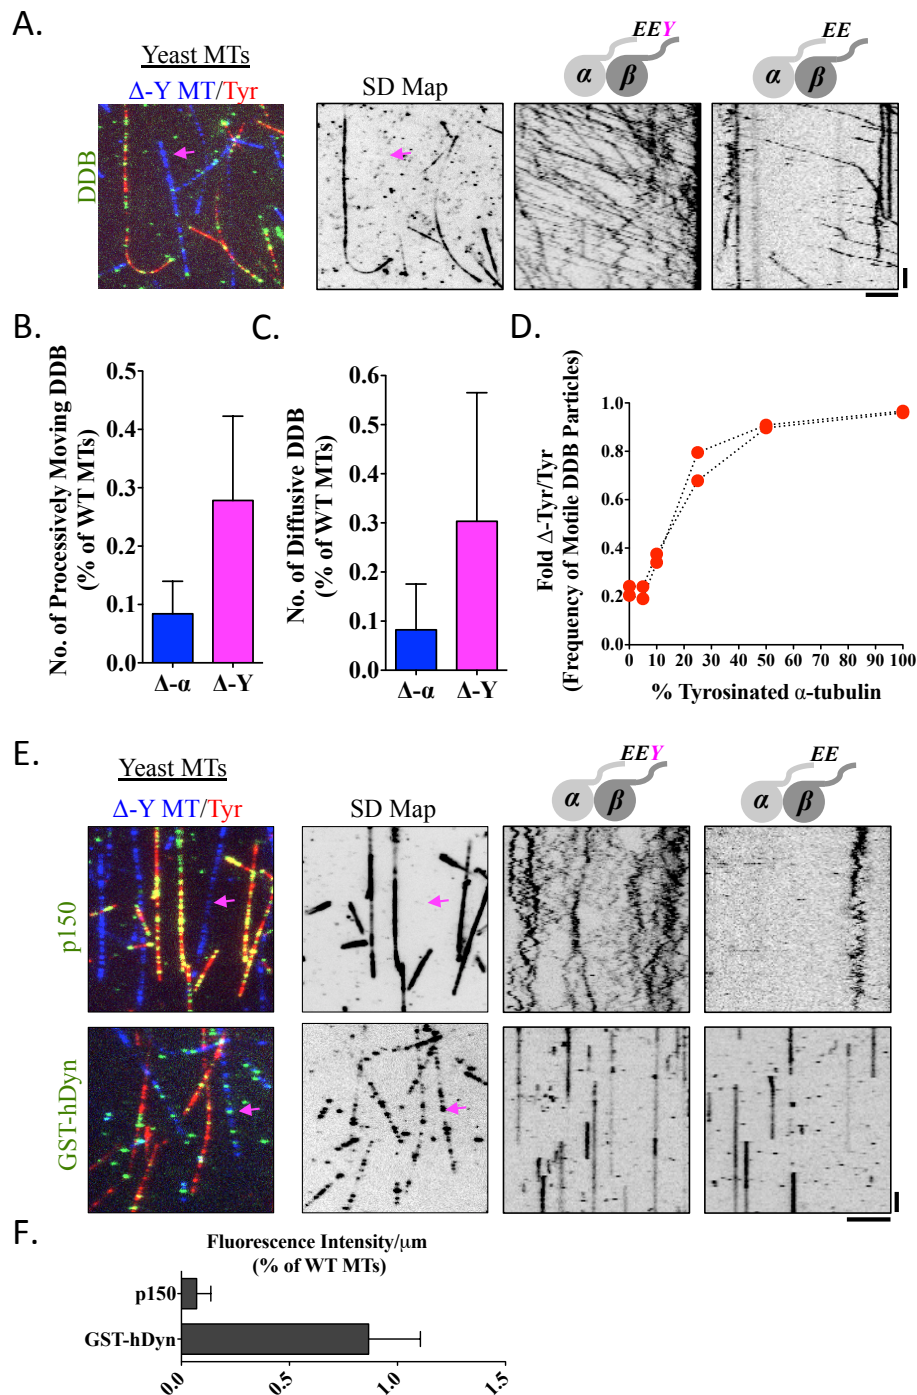 A.
Yeast MTs
Δ-Y MT/Tyr
SD Map
EEY
α β
EE
α β
DDB
B.
No. of Processively Moving DDB
(% of WT MTs)
0.5
0.4
0.3
0.2
0.1
0.0
Δ-α Δ-Y
C.
No. of Diffusive DDB
(% of WT MTs)
0.6
0.5
0.4
0.3
0.2
0.1
0.0
Δ-α Δ-Y
D.
Fold Δ-Tyr/Tyr
(Frequency of Motile DDB Particles)
1.0
0.8
0.6
0.4
0.2
0.0
0 10 20 30 40 50 60 70 80 90 100
% Tyrosinated α-tubulin
E.
Yeast MTs
Δ-Y MT/Tyr
SD Map
EEY
α β
EE
α β
p150
GST-hDyn
F.
Fluorescence Intensity/μm
(% of WT MTs)
p150
GST-hDyn
0.0 0.5 1.0 1.5